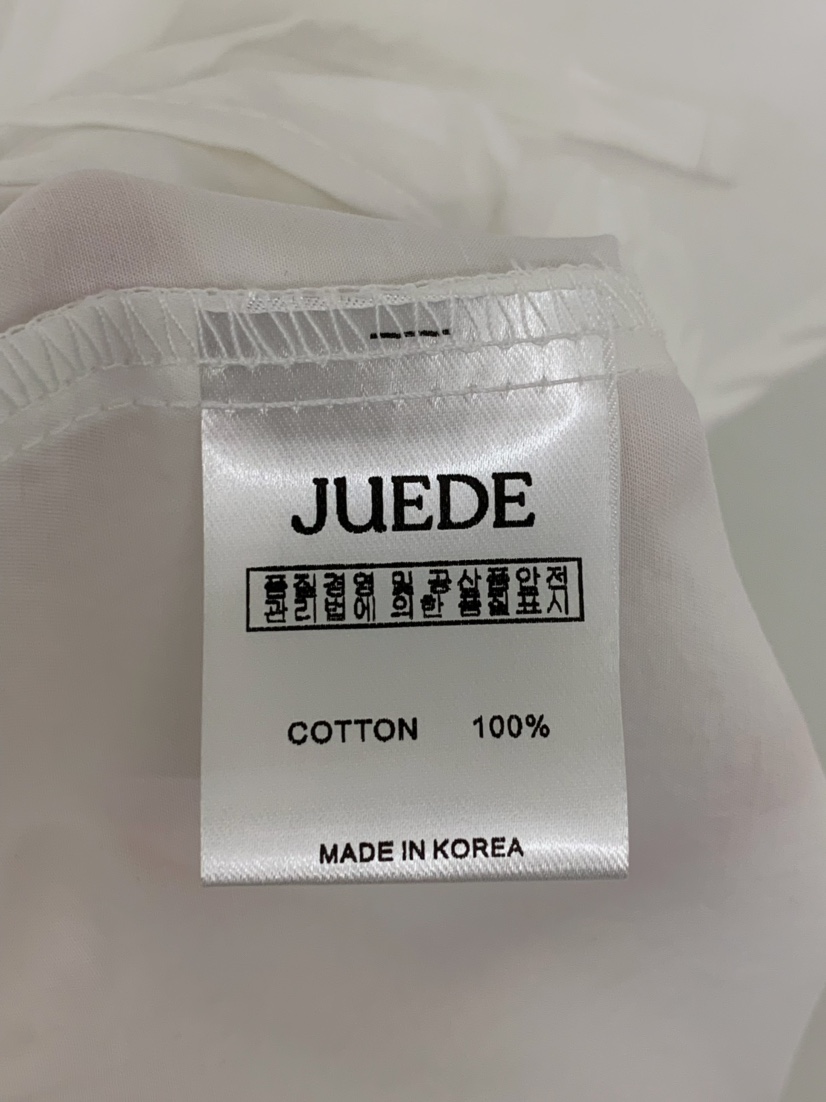 JUEDE
품질경영 및 공산품안전
관리법에 의한 품질표시
COTTON 100%
MADE IN KOREA